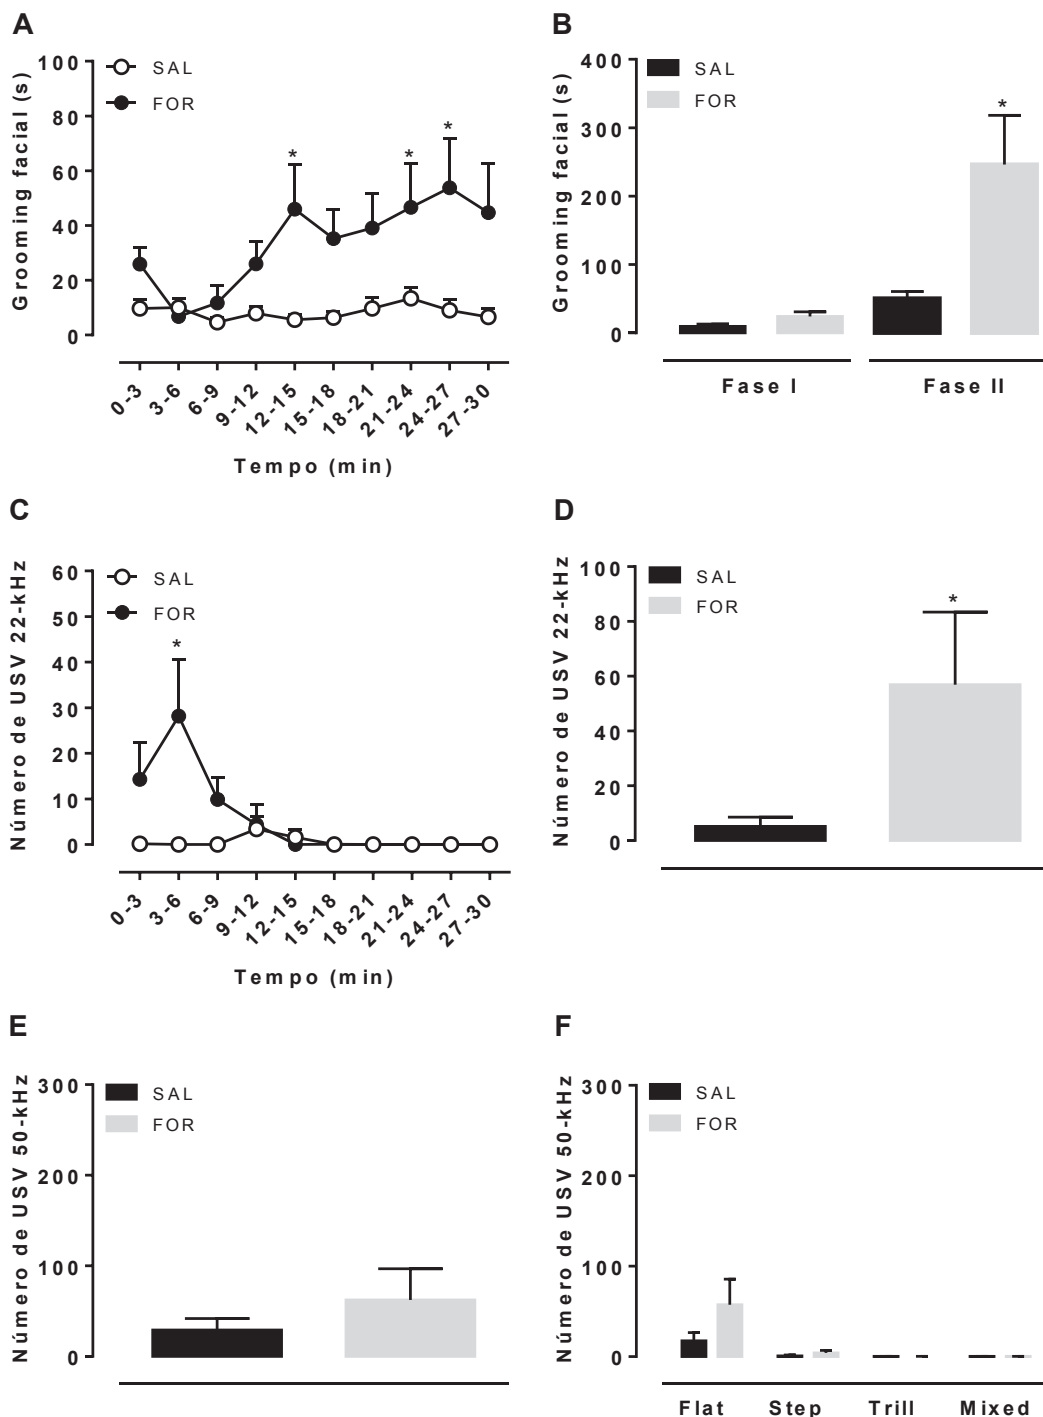 A
Grooming facial (s)
100
80
60
40
20
0
SAL
FOR
*
*
*
0-3
3-6
6-9
9-12
12-15
15-18
18-21
21-24
24-27
27-30
Tempo (min)
B
Grooming facial (s)
400
300
200
100
0
SAL
FOR
*
Fase I
Fase II
C
Número de USV 22-kHz
60
50
40
30
20
10
0
SAL
FOR
*
0-3
3-6
6-9
9-12
12-15
15-18
18-21
21-24
24-27
27-30
Tempo (min)
D
Número de USV 22-kHz
100
80
60
40
20
0
SAL
FOR
*
E
Número de USV 50-kHz
300
200
100
0
SAL
FOR
F
Número de USV 50-kHz
300
200
100
0
SAL
FOR
Flat
Step
Trill
Mixed